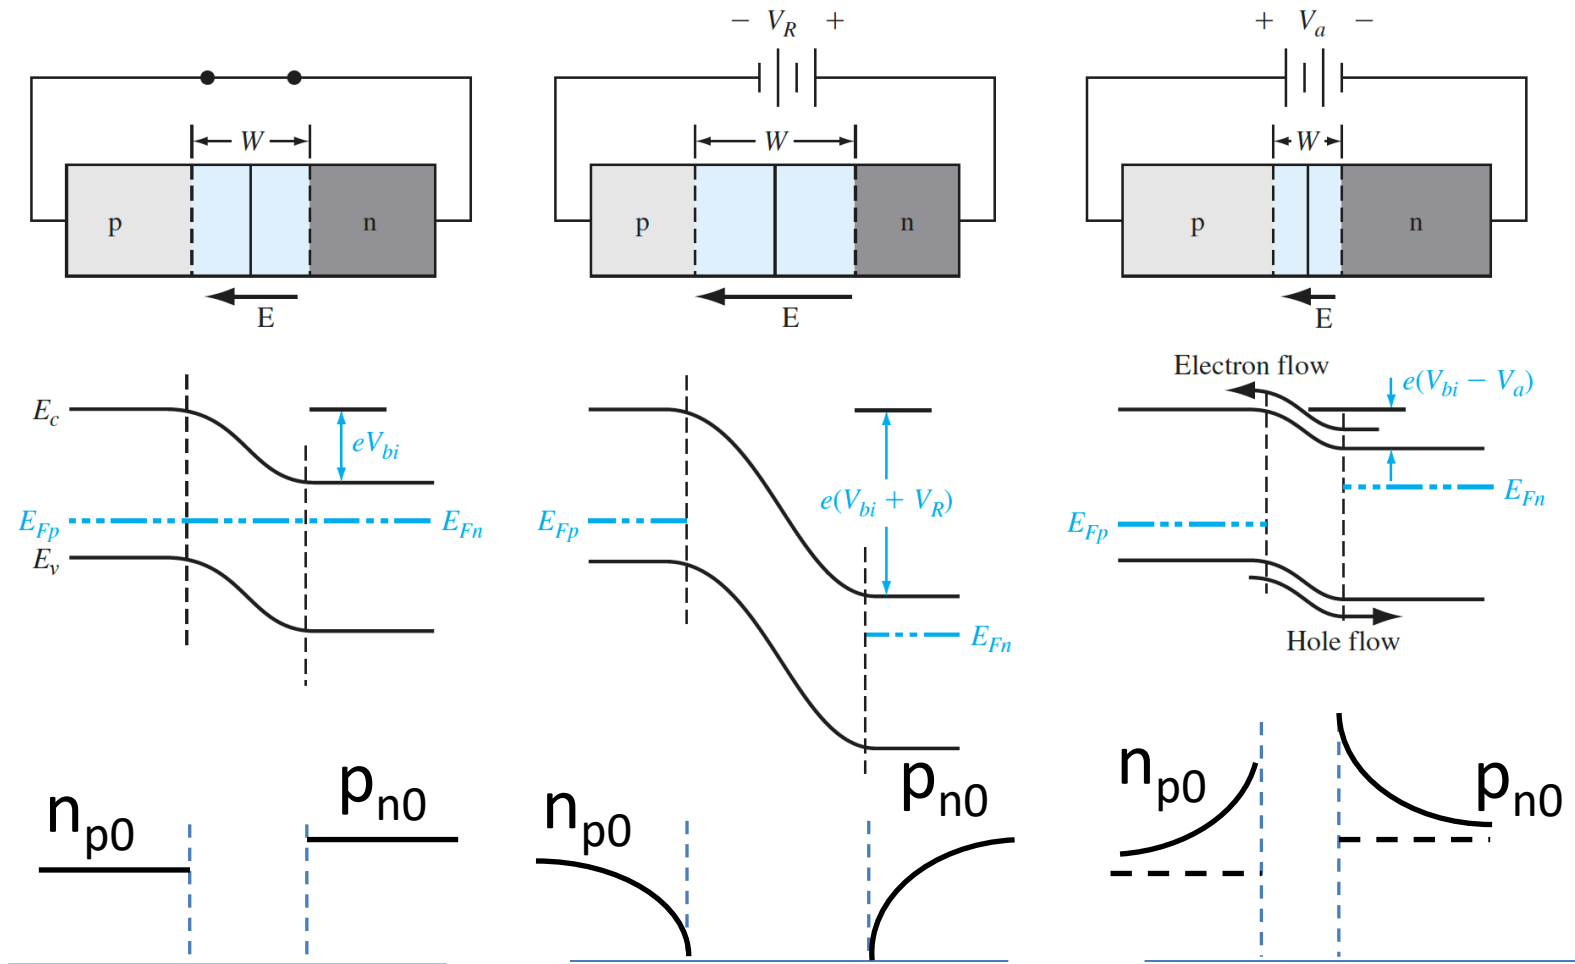 − V_R +
+ V_a −
W
W
W
p
n
p
n
p
n
E
E
E
Electron flow
e(V_bi − V_a)
E_c
eV_bi
E_Fp
E_Fn
E_v
e(V_bi + V_R)
E_Fp
E_Fn
E_Fp
E_Fn
Hole flow
n_p0
p_n0
n_p0
p_n0
n_p0
p_n0